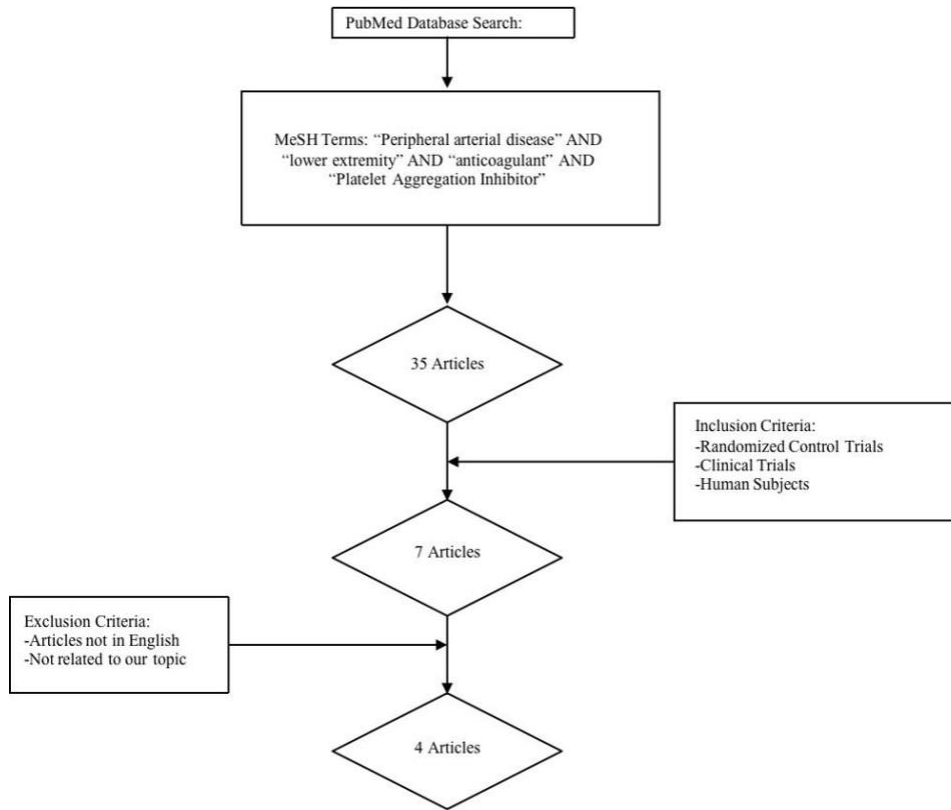 PubMed Database Search:
MeSH Terms: “Peripheral arterial disease” AND
“lower extremity” AND “anticoagulant” AND
“Platelet Aggregation Inhibitor”
35 Articles
Inclusion Criteria:
-Randomized Control Trials
-Clinical Trials
-Human Subjects
7 Articles
Exclusion Criteria:
-Articles not in English
-Not related to our topic
4 Articles